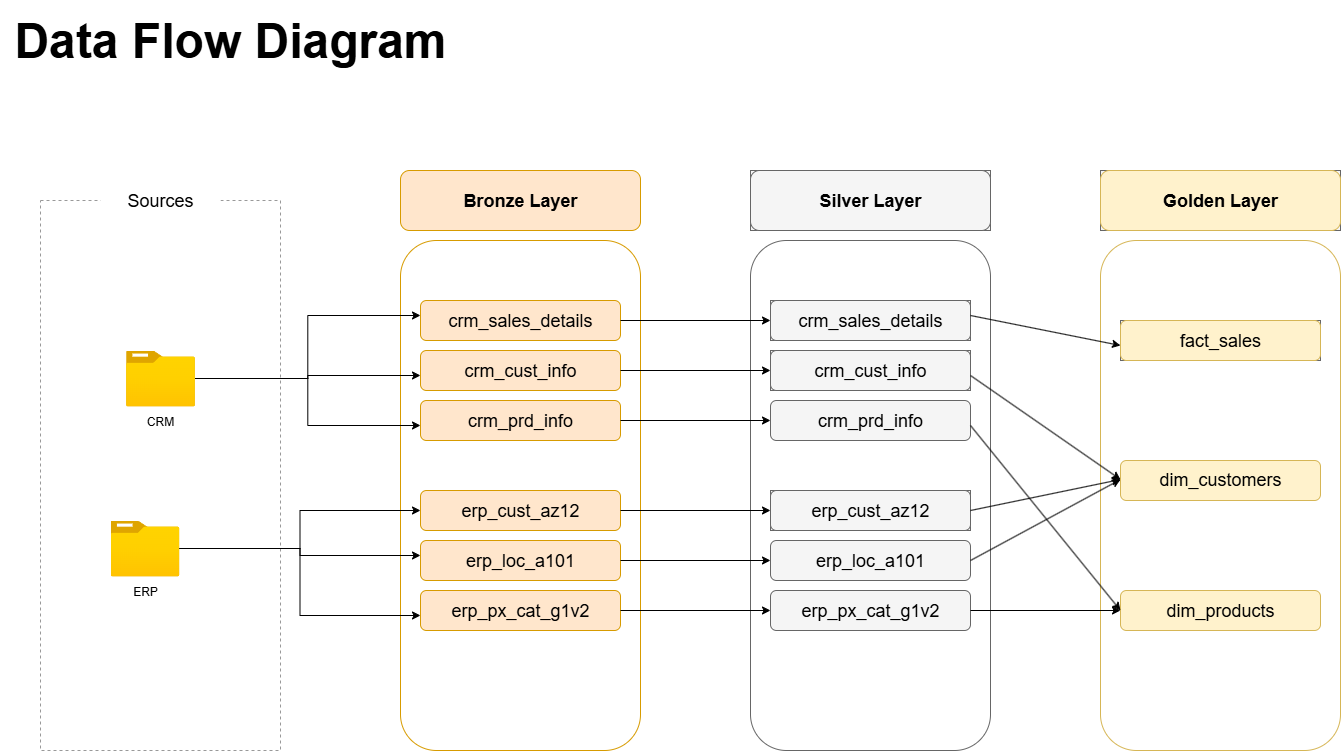 Data Flow Diagram
Sources
Bronze Layer
Silver Layer
Golden Layer
CRM
ERP
crm_sales_details
crm_cust_info
crm_prd_info
erp_cust_az12
erp_loc_a101
erp_px_cat_g1v2
crm_sales_details
crm_cust_info
crm_prd_info
erp_cust_az12
erp_loc_a101
erp_px_cat_g1v2
fact_sales
dim_customers
dim_products